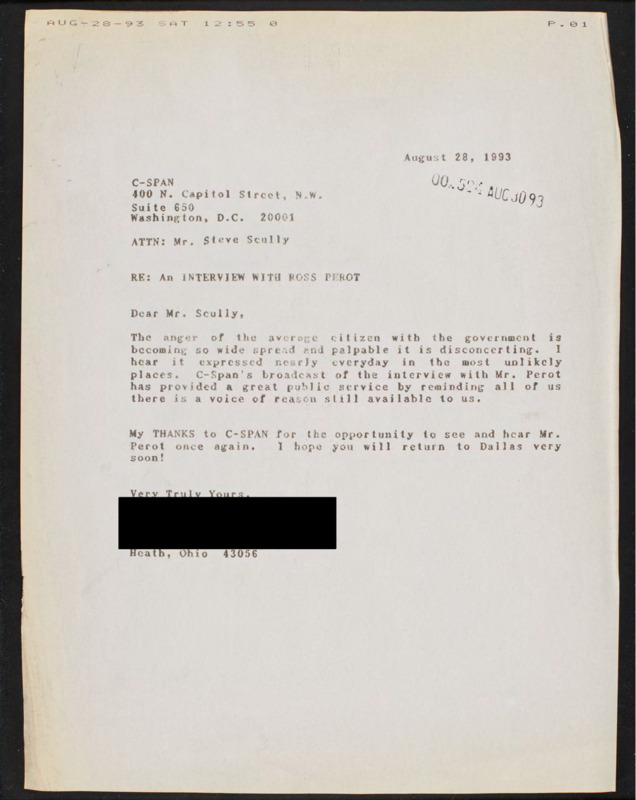 AUG-28-93 SAT 12:55 0 P.01
August 28, 1993
C-SPAN
400 N. Capitol Street, N.W.
Suite 650
Washington, D.C. 20001
AUG 30 93
ATTN: Mr. Steve Scully
RE: An INTERVIEW WITH ROSS PEROT
Dear Mr. Scully,
The anger of the average citizen with the government is
becoming so wide spread and palpable it is disconcerting. I
hear it expressed nearly everyday in the most unlikely
places. C-Span's broadcast of the interview with Mr. Perot
has provided a great public service by reminding all of us
there is a voice of reason still available to us.
My THANKS to C-SPAN for the opportunity to see and hear Mr.
Perot once again. I hope you will return to Dallas very
soon!
Very Truly Yours,
Heath, Ohio 43056